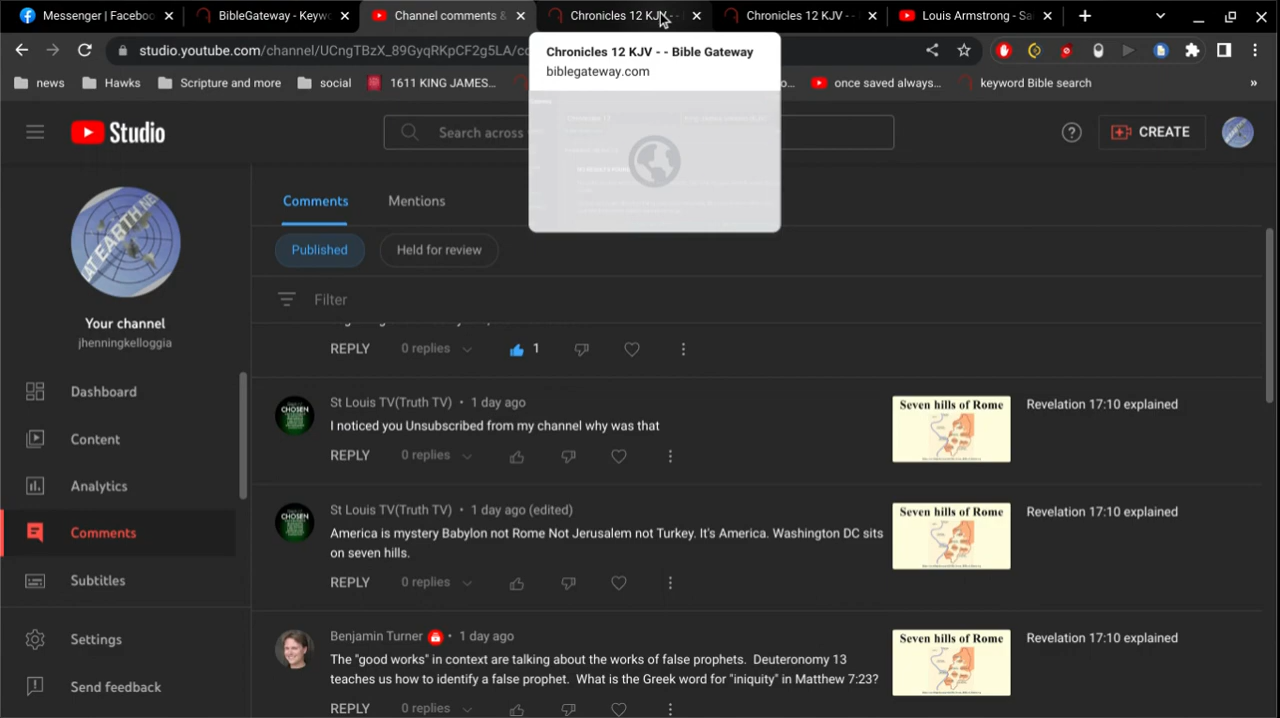 Messenger | Faceboo
BibleGateway - Keyw
Channel comments &
Chronicles 12 KJV - -
Chronicles 12 KJV - -
Louis Armstrong - Sa
studio.youtube.com/channel/UCngTBzX_89GyqRKpCF2g5LA/co
Chronicles 12 KJV - - Bible Gateway
biblegateway.com
news
Hawks
Scripture and more
social
1611 KING JAMES...
once saved always...
keyword Bible search
»
Studio
Search across
CREATE
CAT EARTH NE
Your channel
jhenningkelloggia
Dashboard
Content
Analytics
Comments
Subtitles
Settings
Send feedback
Comments
Mentions
Published
Held for review
Filter
REPLY
0 replies
1
CHOSEN
St Louis TV(Truth TV) • 1 day ago
I noticed you Unsubscribed from my channel why was that
REPLY
0 replies
Seven hills of Rome
Revelation 17:10 explained
CHOSEN
St Louis TV(Truth TV) • 1 day ago (edited)
America is mystery Babylon not Rome Not Jerusalem not Turkey. It's America. Washington DC sits
on seven hills.
REPLY
0 replies
Seven hills of Rome
Revelation 17:10 explained
Benjamin Turner • 1 day ago
The "good works" in context are talking about the works of false prophets. Deuteronomy 13
teaches us how to identify a false prophet. What is the Greek word for "iniquity" in Matthew 7:23?
REPLY
0 replies
Seven hills of Rome
Revelation 17:10 explained